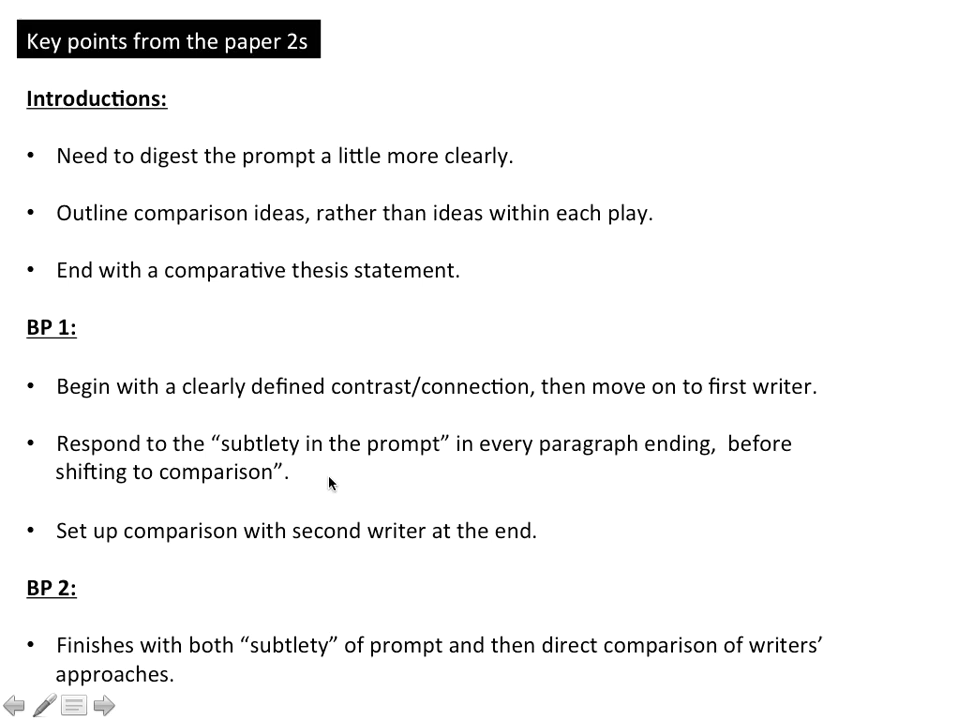 Key points from the paper 2s
Introductions:
• Need to digest the prompt a little more clearly.
• Outline comparison ideas, rather than ideas within each play.
• End with a comparative thesis statement.
BP 1:
• Begin with a clearly defined contrast/connection, then move on to first writer.
• Respond to the “subtlety in the prompt” in every paragraph ending,  before
shifting to comparison”.
• Set up comparison with second writer at the end.
BP 2:
• Finishes with both “subtlety” of prompt and then direct comparison of writers’
approaches.